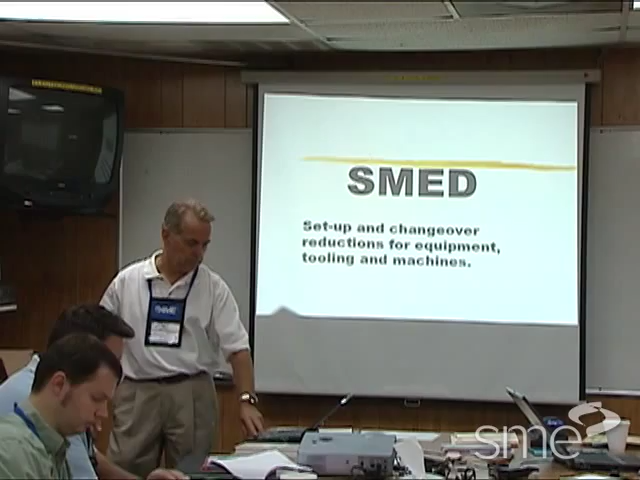 SMED
Set-up and changeover
reductions for equipment,
tooling and machines.
sme